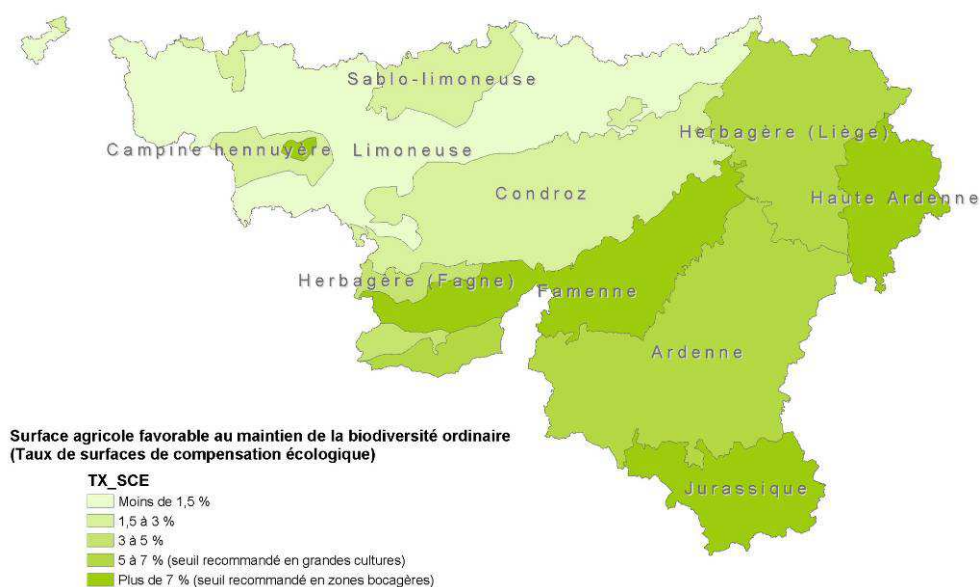 Sablo-limoneuse
Herbagère (Liège)
Campine hennuyère
Limoneuse
Condroz
Haute Ardenne
Herbagère (Fagne)
Famenne
Ardenne
Jurassique
Surface agricole favorable au maintien de la biodiversité ordinaire
(Taux de surfaces de compensation écologique)
TX_SCE
Moins de 1,5 %
1,5 à 3 %
3 à 5 %
5 à 7 % (seuil recommandé en grandes cultures)
Plus de 7 % (seuil recommandé en zones bocagères)